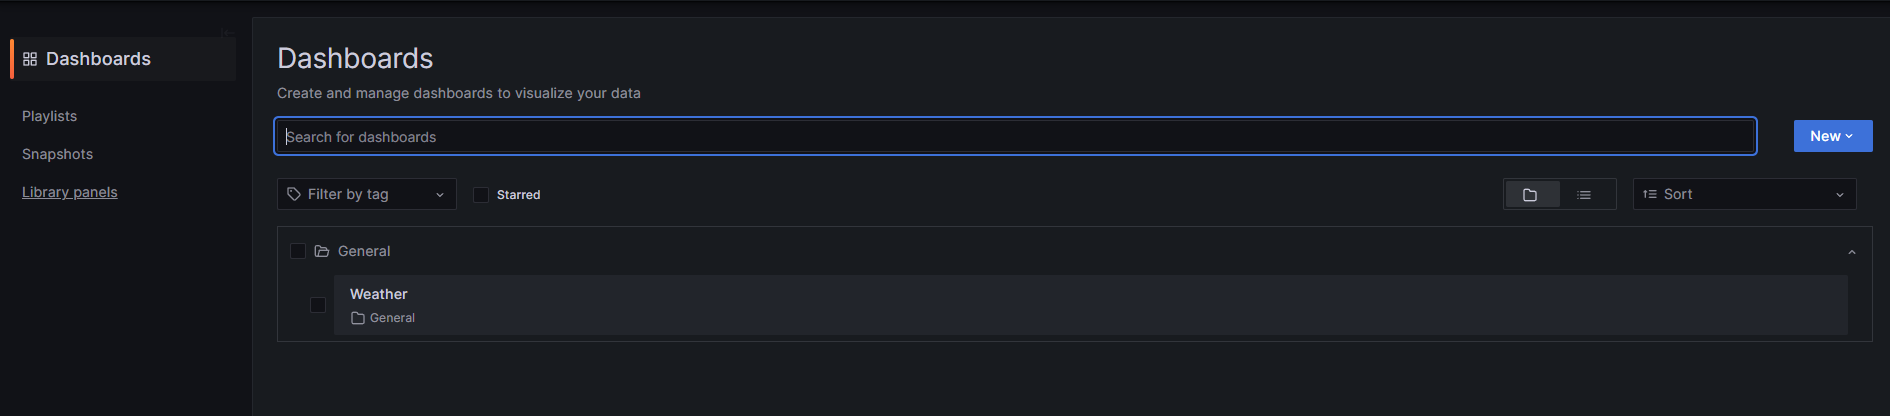 Dashboards
Playlists
Snapshots
Library panels
Dashboards
Create and manage dashboards to visualize your data
Search for dashboards
New
Filter by tag
Starred
Sort
General
Weather
General